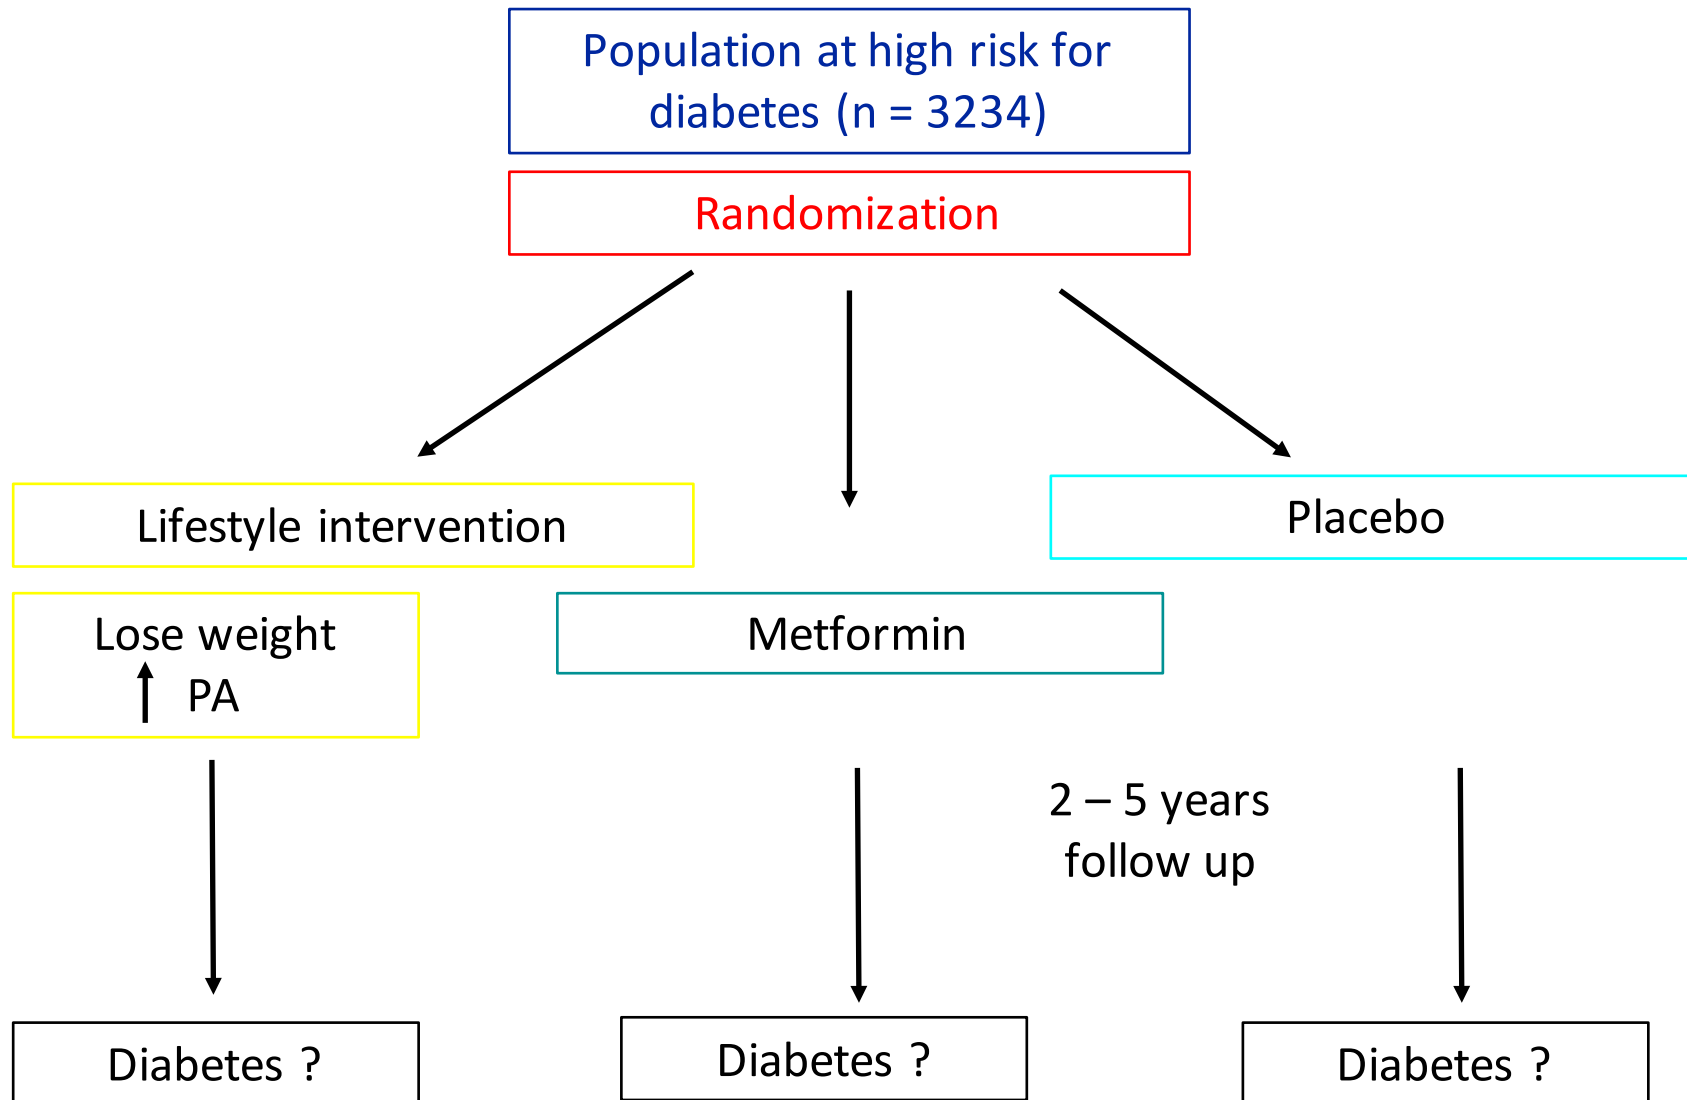 Population at high risk for
diabetes (n = 3234)
Randomization
Lifestyle intervention
Placebo
Lose weight
PA
Metformin
2 – 5 years
follow up
Diabetes ?
Diabetes ?
Diabetes ?